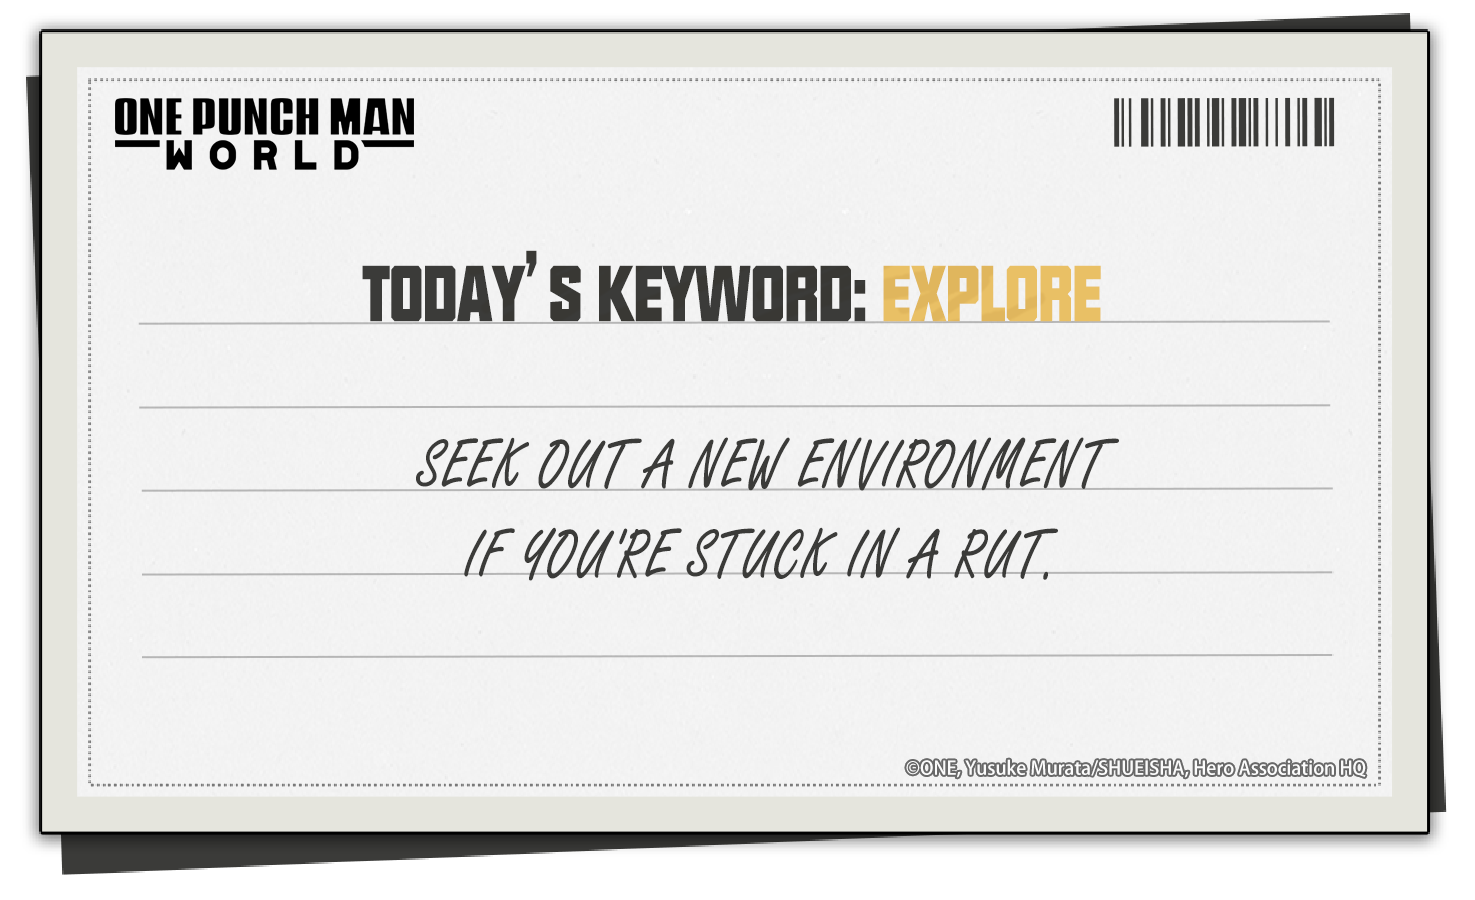 ONE PUNCH MAN
WORLD
TODAY'S KEYWORD: EXPLORE
SEEK OUT A NEW ENVIRONMENT
IF YOU'RE STUCK IN A RUT.
©ONE, Yusuke Murata/SHUEISHA, Hero Association HQ